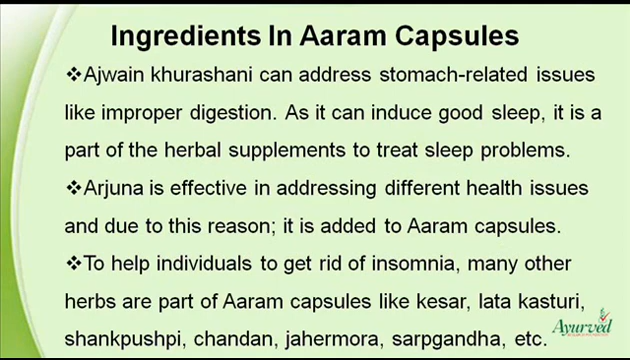 Ingredients In Aaram Capsules
❖Ajwain khurashani can address stomach-related issues
like improper digestion. As it can induce good sleep, it is a
part of the herbal supplements to treat sleep problems.
❖Arjuna is effective in addressing different health issues
and due to this reason; it is added to Aaram capsules.
❖To help individuals to get rid of insomnia, many other
herbs are part of Aaram capsules like kesar, lata kasturi,
shankpushpi, chandan, jahermora, sarpgandha, etc.
Ayurved